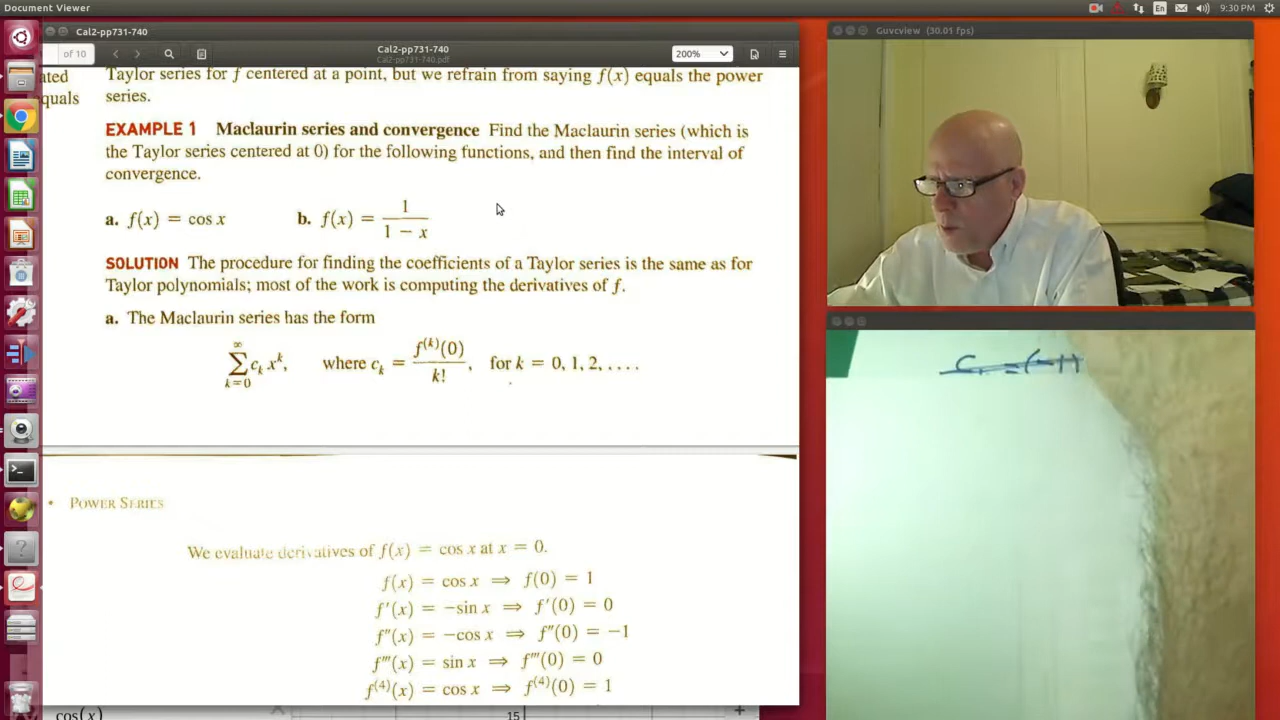 Document Viewer
En
9:30 PM
Cal2-pp731-740
Guvcview (30.01 fps)
of 10
Cal2-pp731-740
Cal2-pp731-740.pdf
200%
ated
quals
Taylor series for f centered at a point, but we refrain from saying f(x) equals the power
series.
EXAMPLE 1 Maclaurin series and convergence Find the Maclaurin series (which is
the Taylor series centered at 0) for the following functions, and then find the interval of
convergence.
a. f(x) = cos x b. f(x) = 1 / (1 − x)
SOLUTION The procedure for finding the coefficients of a Taylor series is the same as for
Taylor polynomials; most of the work is computing the derivatives of f.
a. The Maclaurin series has the form
∑_{k=0}^{∞} c_k x^k, where c_k = f^{(k)}(0) / k!, for k = 0, 1, 2, . . . .
• POWER SERIES
We evaluate derivatives of f(x) = cos x at x = 0.
f(x) = cos x ⟹ f(0) = 1
f′(x) = −sin x ⟹ f′(0) = 0
f″(x) = −cos x ⟹ f″(0) = −1
f‴(x) = sin x ⟹ f‴(0) = 0
f^{(4)}(x) = cos x ⟹ f^{(4)}(0) = 1
cos(x)
15